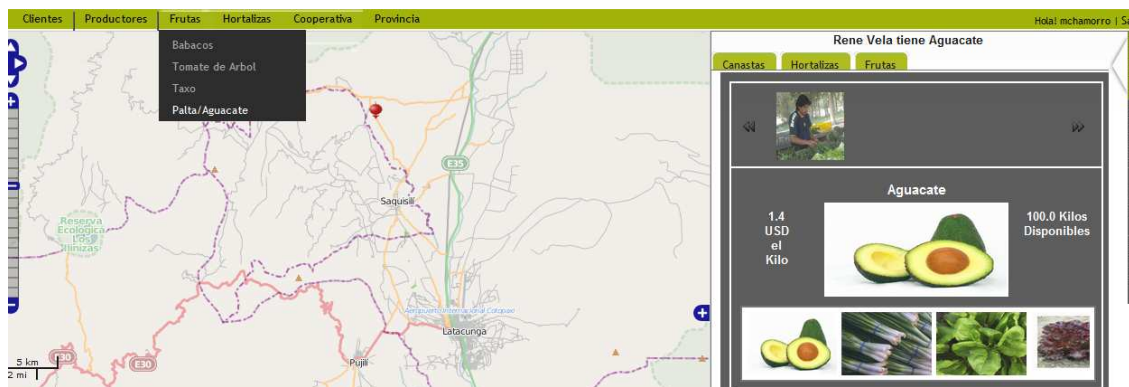 Clientes
Productores
Frutas
Hortalizas
Cooperativa
Provincia
Hola! mchamorro | Sa
Babacos
Tomate de Arbol
Taxo
Palta/Aguacate
E35
Saquisilí
Reserva
Ecológica
Los
Ilinizas
Aeropuerto Internacional Cotopaxi
Latacunga
Pujilí
E30
E30
5 km
2 mi
Rene Vela tiene Aguacate
Canastas
Hortalizas
Frutas
Aguacate
1.4
USD
el
Kilo
100.0 Kilos
Disponibles